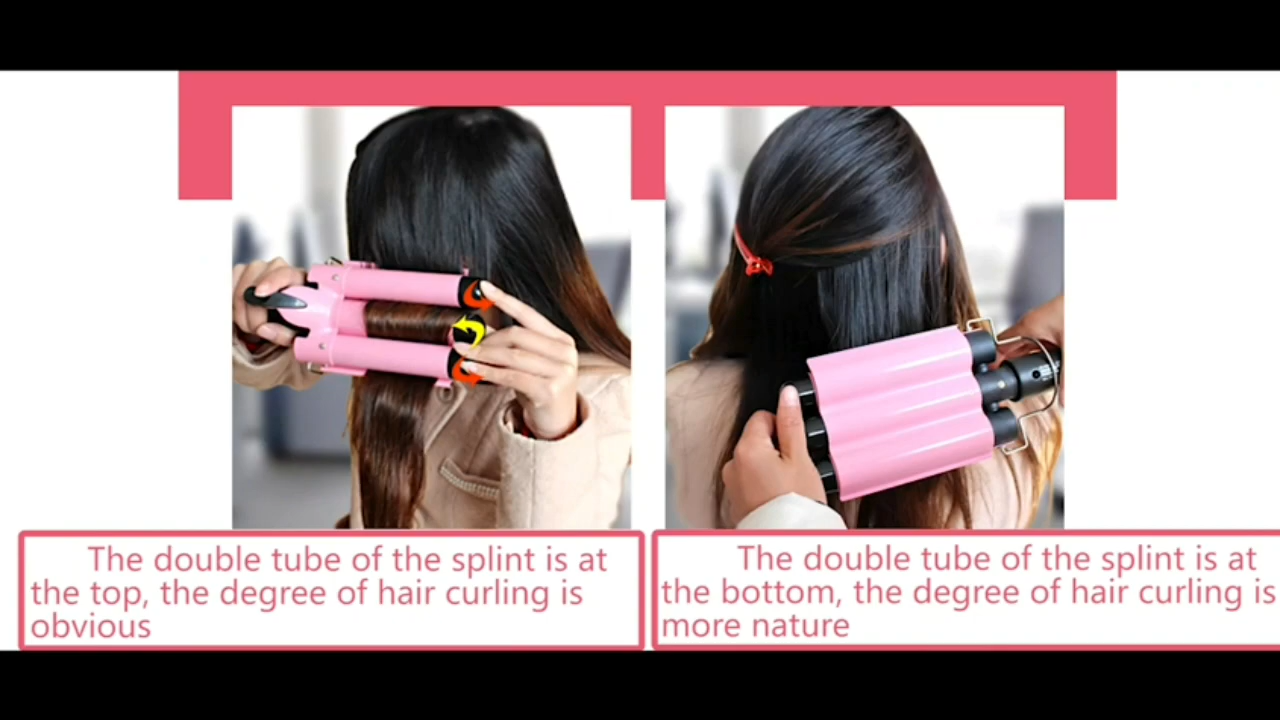 The double tube of the splint is at
the top, the degree of hair curling is
obvious
The double tube of the splint is at
the bottom, the degree of hair curling is
more nature